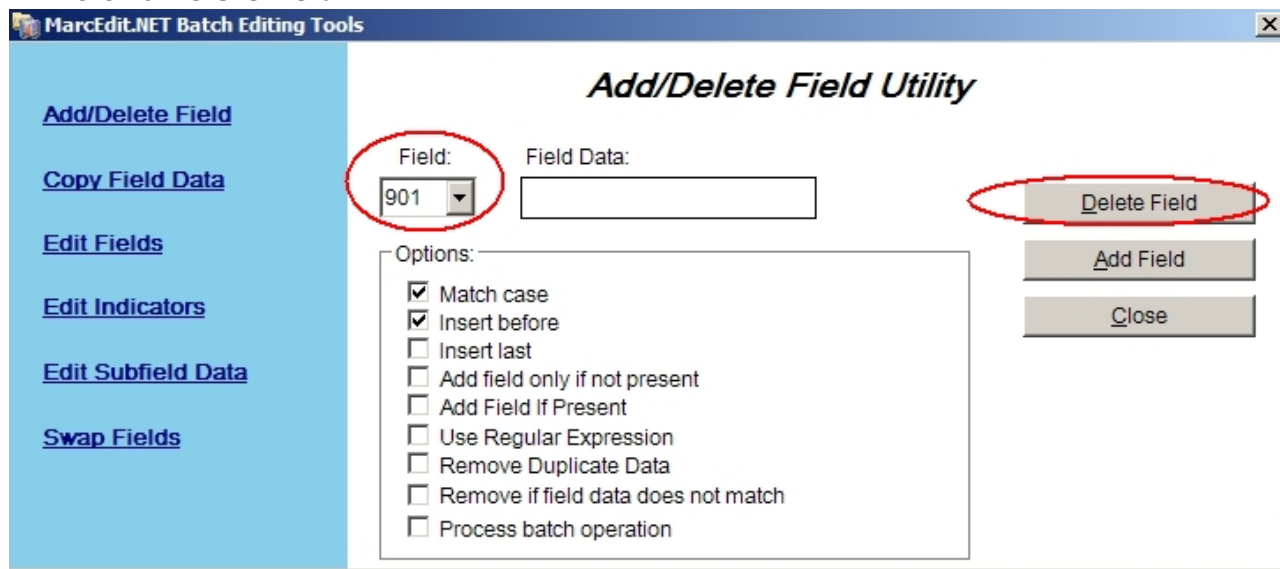 MarcEdit.NET Batch Editing Tools
Add/Delete Field Utility
Add/Delete Field
Copy Field Data
Edit Fields
Edit Indicators
Edit Subfield Data
Swap Fields
Field:
Field Data:
901
Delete Field
Add Field
Close
Options:
Match case
Insert before
Insert last
Add field only if not present
Add Field If Present
Use Regular Expression
Remove Duplicate Data
Remove if field data does not match
Process batch operation